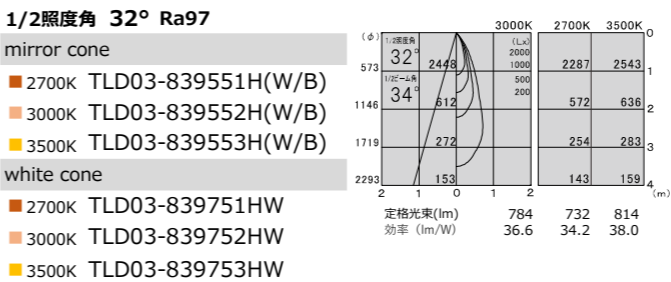 1/2照度角 32° Ra97
mirror cone
2700K TLD03-839551H(W/B)
3000K TLD03-839552H(W/B)
3500K TLD03-839553H(W/B)
white cone
2700K TLD03-839751HW
3000K TLD03-839752HW
3500K TLD03-839753HW
3000K 2700K 3500K
(φ) 1/2照度角 (Lx) 0
32° 2000
573 2448 1000 2287 2543 1
1/2ビーム角 500
34° 200
1146 612 572 636 2
1719 272 254 283 3
2293 153 143 159 4
2 1 0 1 2 (m)
定格光束(lm) 784 732 814
効率(lm/W) 36.6 34.2 38.0